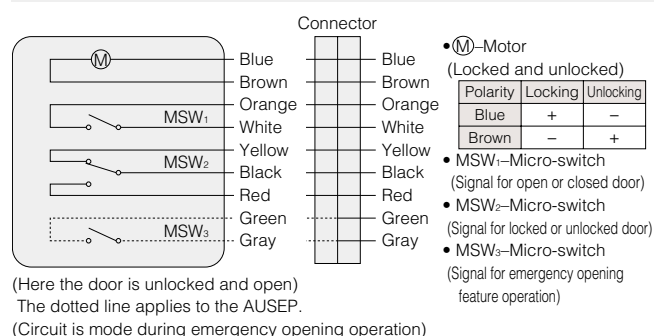 Connector
M
Blue
Brown
Orange
White
Yellow
Black
Red
Green
Gray
MSW1
MSW2
MSW3
Blue
Brown
Orange
White
Yellow
Black
Red
Green
Gray
(Here the door is unlocked and open)
The dotted line applies to the AUSEP.
(Circuit is mode during emergency opening operation)
• M–Motor
(Locked and unlocked)
Polarity Locking Unlocking
Blue + –
Brown – +
• MSW1–Micro-switch
(Signal for open or closed door)
• MSW2–Micro-switch
(Signal for locked or unlocked door)
• MSW3–Micro-switch
(Signal for emergency opening
feature operation)